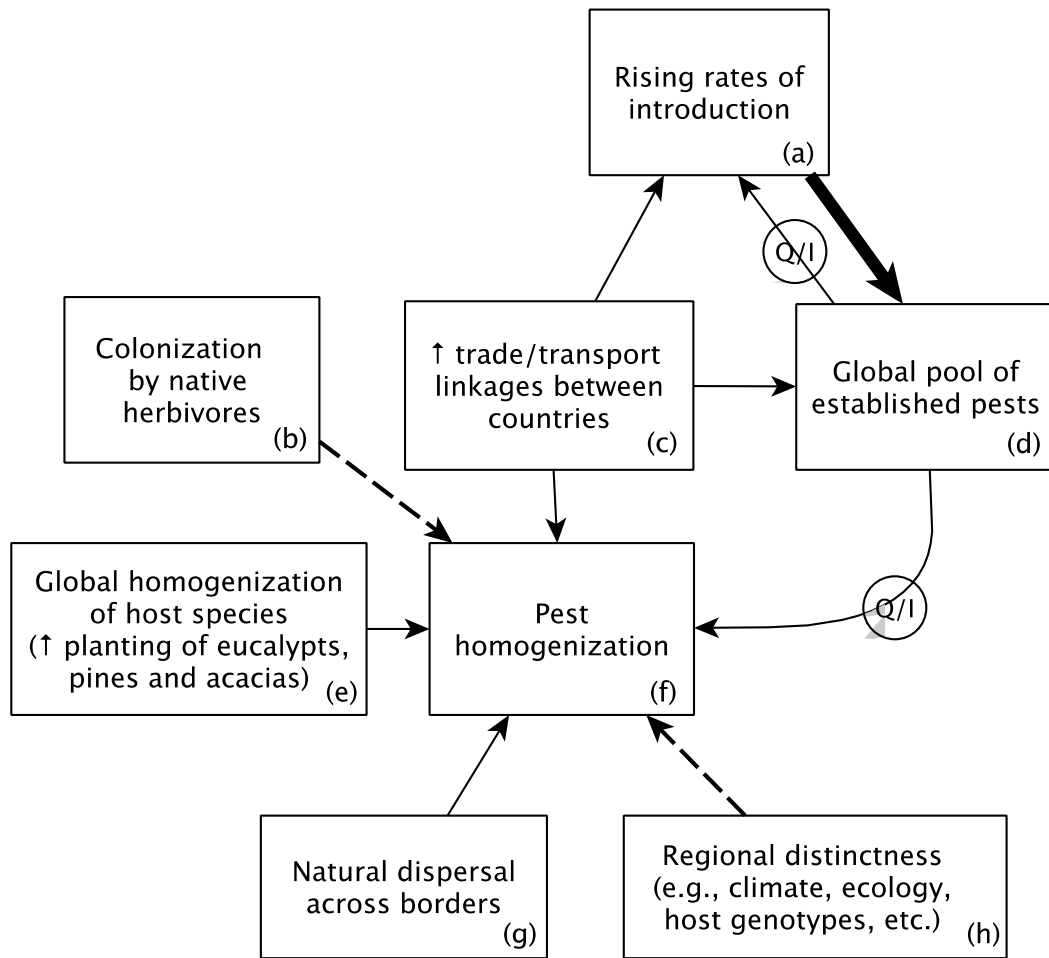 Rising rates of
introduction
(a)
Q/I
Colonization
by native
herbivores
(b)
↑ trade/transport
linkages between
countries
(c)
Global pool of
established pests
(d)
Global homogenization
of host species
(↑ planting of eucalypts,
pines and acacias)
(e)
Pest
homogenization
(f)
Q/I
Natural dispersal
across borders
(g)
Regional distinctness
(e.g., climate, ecology,
host genotypes, etc.)
(h)